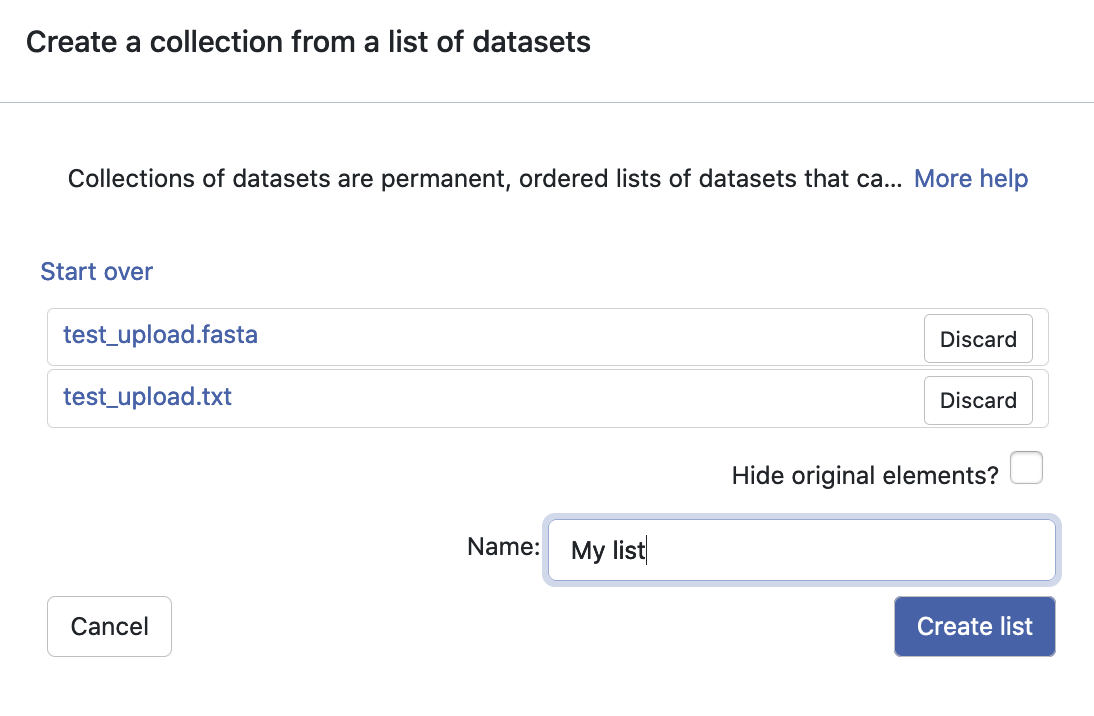 Create a collection from a list of datasets
Collections of datasets are permanent, ordered lists of datasets that ca... More help
Start over
test_upload.fasta Discard
test_upload.txt Discard
Hide original elements?
Name: My list
Cancel Create list